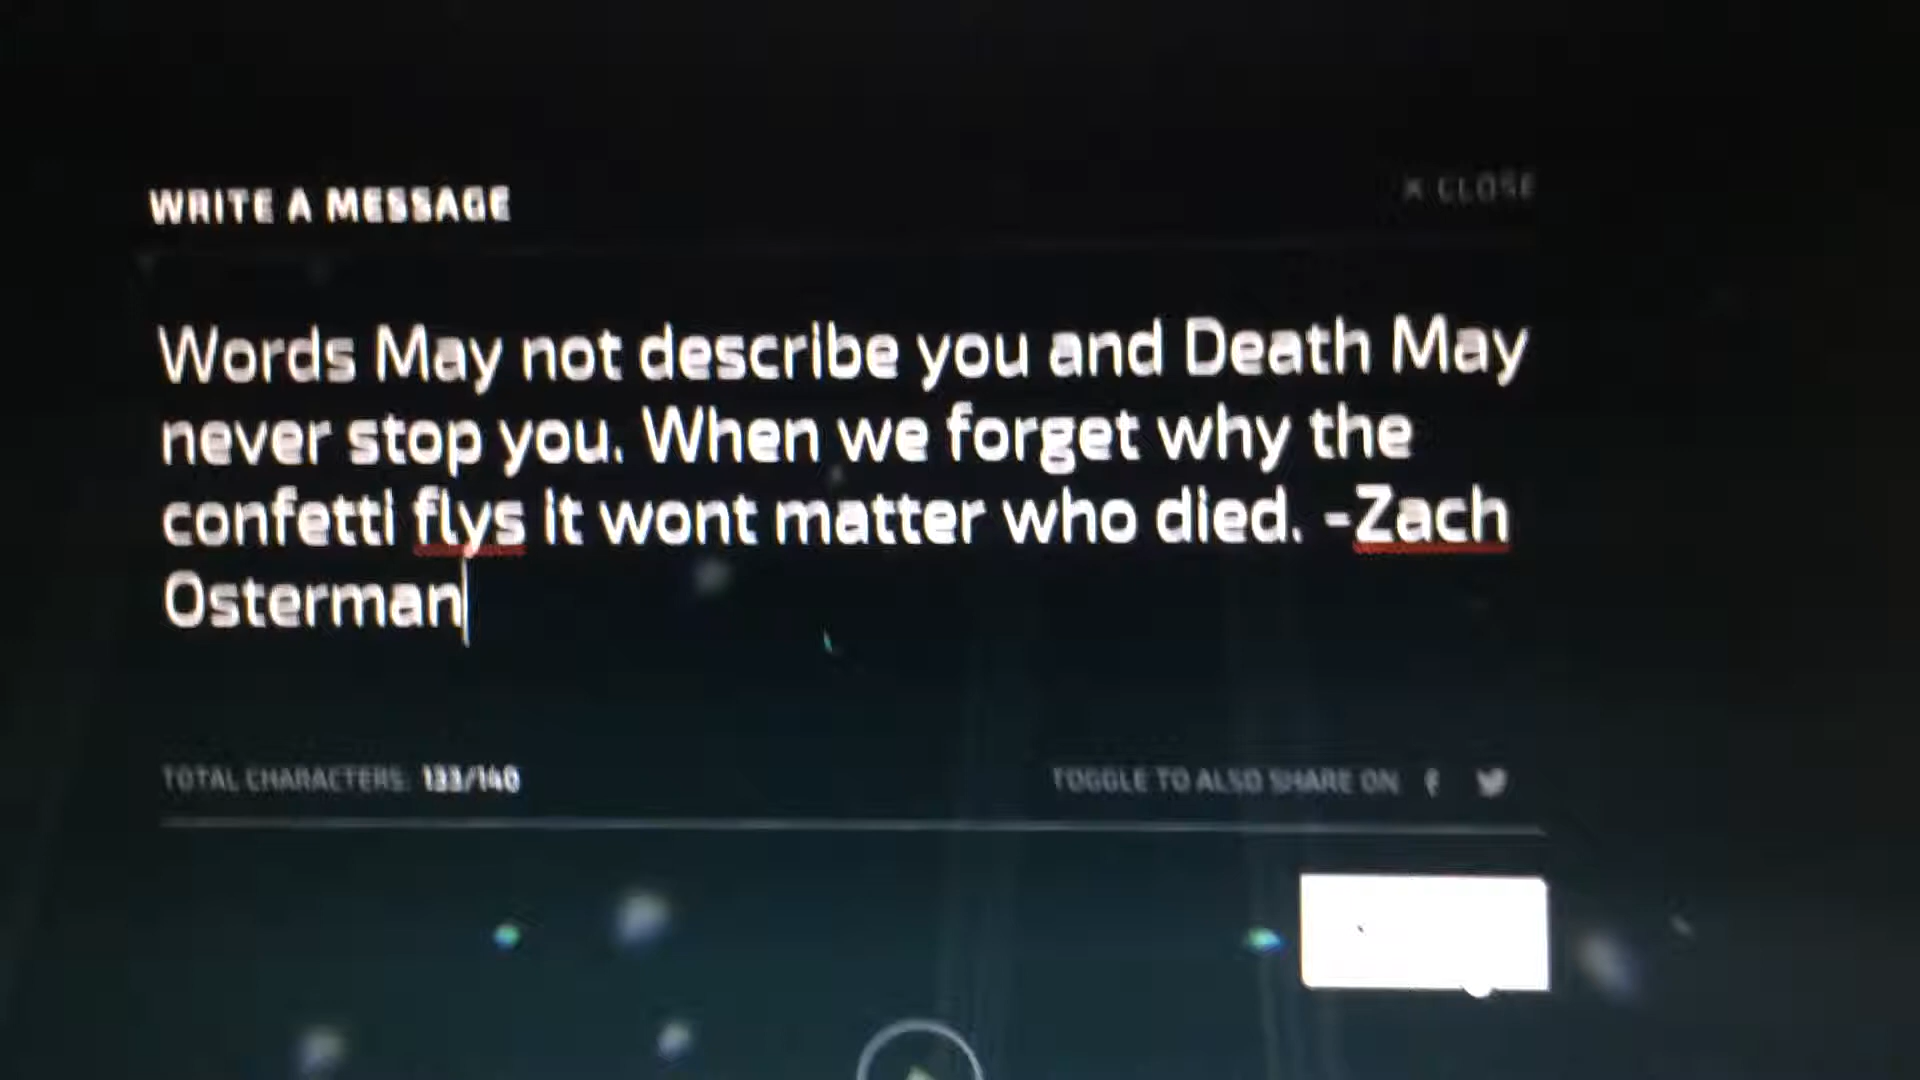 WRITE A MESSAGE
× CLOSE
Words May not describe you and Death May
never stop you. When we forget why the
confetti flys it wont matter who died. -Zach
Osterman
TOTAL CHARACTERS: 133/140
TOGGLE TO ALSO SHARE ON